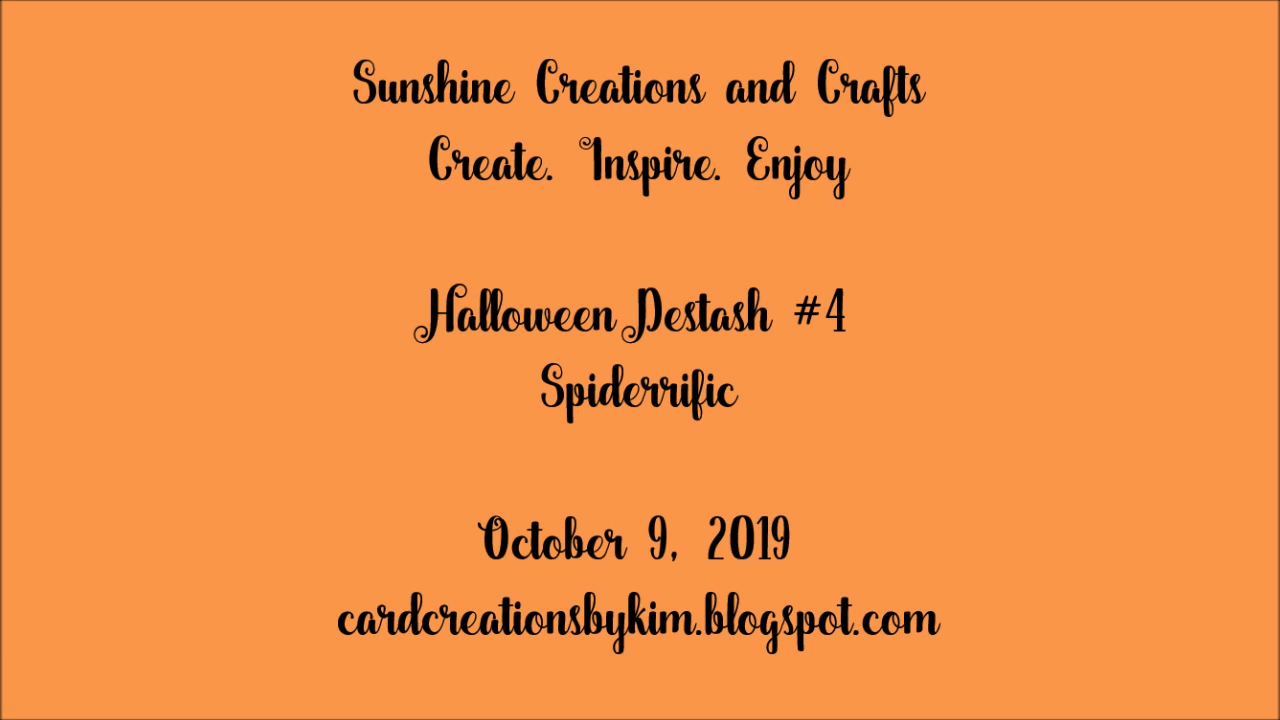 Sunshine Creations and Crafts
Create. Inspire. Enjoy
Halloween Destash #4
Spiderrific
October 9, 2019
cardcreationsbykim.blogspot.com